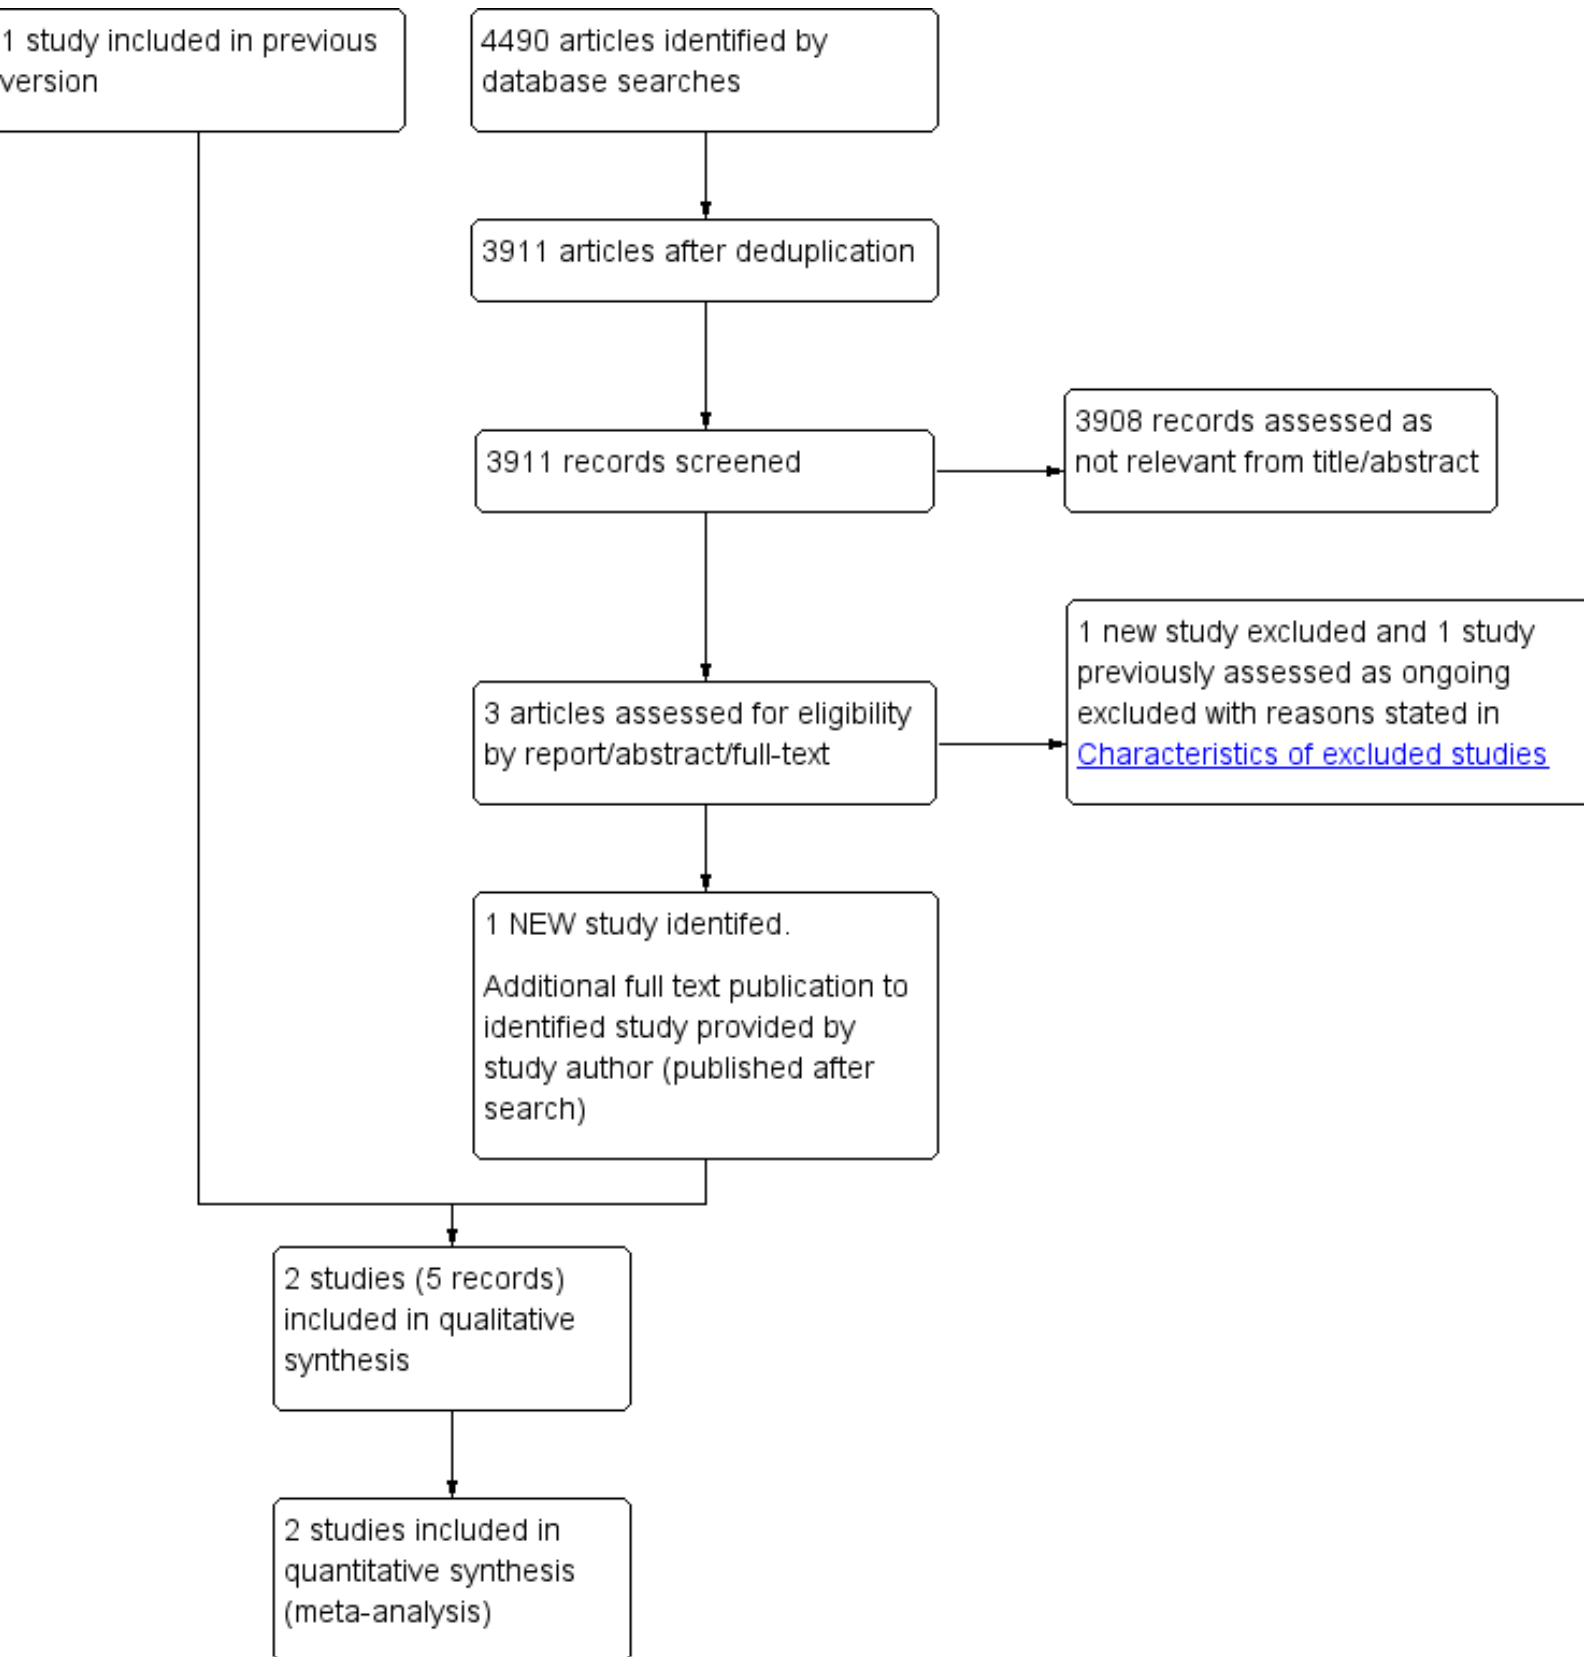 1 study included in previous
version
4490 articles identified by
database searches
3911 articles after deduplication
3911 records screened
3908 records assessed as
not relevant from title/abstract
3 articles assessed for eligibility
by report/abstract/full-text
1 new study excluded and 1 study
previously assessed as ongoing
excluded with reasons stated in
Characteristics of excluded studies
1 NEW study identifed.
Additional full text publication to
identified study provided by
study author (published after
search)
2 studies (5 records)
included in qualitative
synthesis
2 studies included in
quantitative synthesis
(meta-analysis)